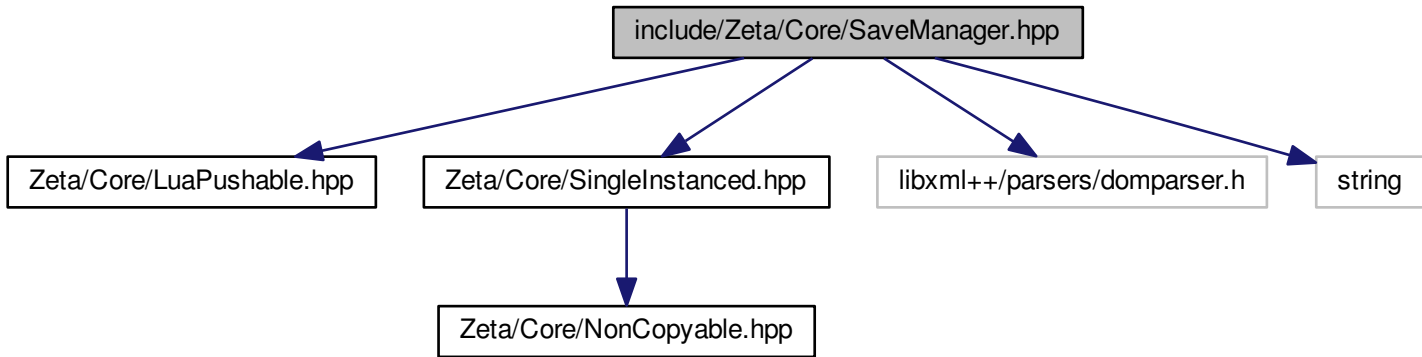 include/Zeta/Core/SaveManager.hpp
Zeta/Core/LuaPushable.hpp
Zeta/Core/SingleInstanced.hpp
libxml++/parsers/domparser.h
string
Zeta/Core/NonCopyable.hpp